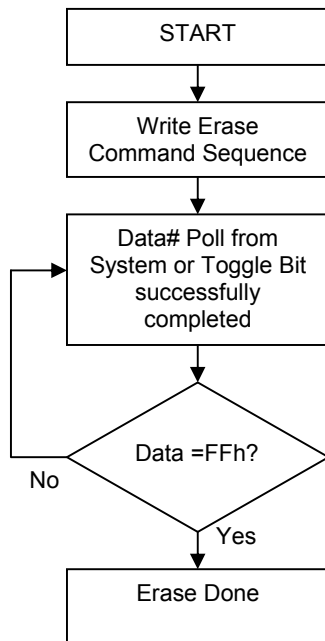 START
Write Erase
Command Sequence
Data# Poll from
System or Toggle Bit
successfully
completed
Data =FFh?
No
Yes
Erase Done